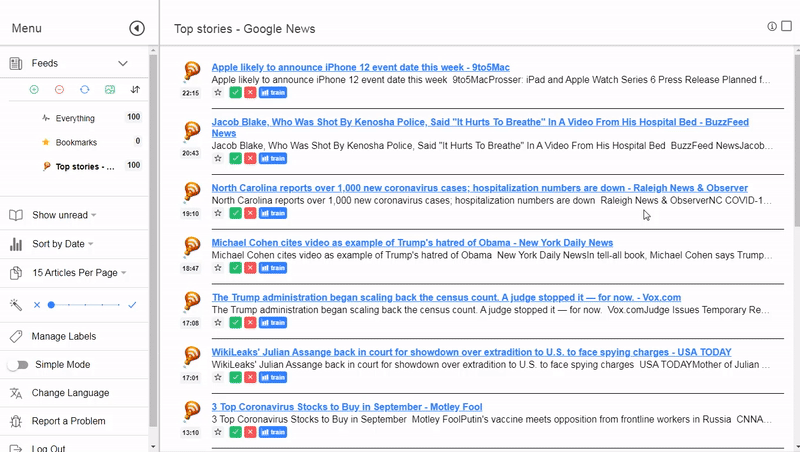 Menu
Feeds
Everything 100
Bookmarks 0
Top stories - ... 100
Show unread
Sort by Date
15 Articles Per Page
Manage Labels
Simple Mode
Change Language
Report a Problem
Log Out
Top stories - Google News
Apple likely to announce iPhone 12 event date this week - 9to5Mac
Apple likely to announce iPhone 12 event date this week 9to5MacProsser: iPad and Apple Watch Series 6 Press Release Planned f...
22:15 train
Jacob Blake, Who Was Shot By Kenosha Police, Said "It Hurts To Breathe" In A Video From His Hospital Bed - BuzzFeed
News
Jacob Blake, Who Was Shot By Kenosha Police, Said "It Hurts To Breathe" In A Video From His Hospital Bed BuzzFeed NewsJacob...
20:43 train
North Carolina reports over 1,000 new coronavirus cases; hospitalization numbers are down - Raleigh News & Observer
North Carolina reports over 1,000 new coronavirus cases; hospitalization numbers are down Raleigh News & ObserverNC COVID-1...
19:10 train
Michael Cohen cites video as example of Trump's hatred of Obama - New York Daily News
Michael Cohen cites video as example of Trump's hatred of Obama New York Daily NewsIn tell-all book, Michael Cohen says Trump...
18:47 train
The Trump administration began scaling back the census count. A judge stopped it — for now. - Vox.com
The Trump administration began scaling back the census count. A judge stopped it — for now. Vox.comJudge Issues Temporary Re...
17:08 train
WikiLeaks' Julian Assange back in court for showdown over extradition to U.S. to face spying charges - USA TODAY
WikiLeaks' Julian Assange back in court for showdown over extradition to U.S. to face spying charges USA TODAYMother of Julian ...
17:01 train
3 Top Coronavirus Stocks to Buy in September - Motley Fool
3 Top Coronavirus Stocks to Buy in September Motley FoolPutin's vaccine meets opposition from frontline workers in Russia CNNA...
13:10 train